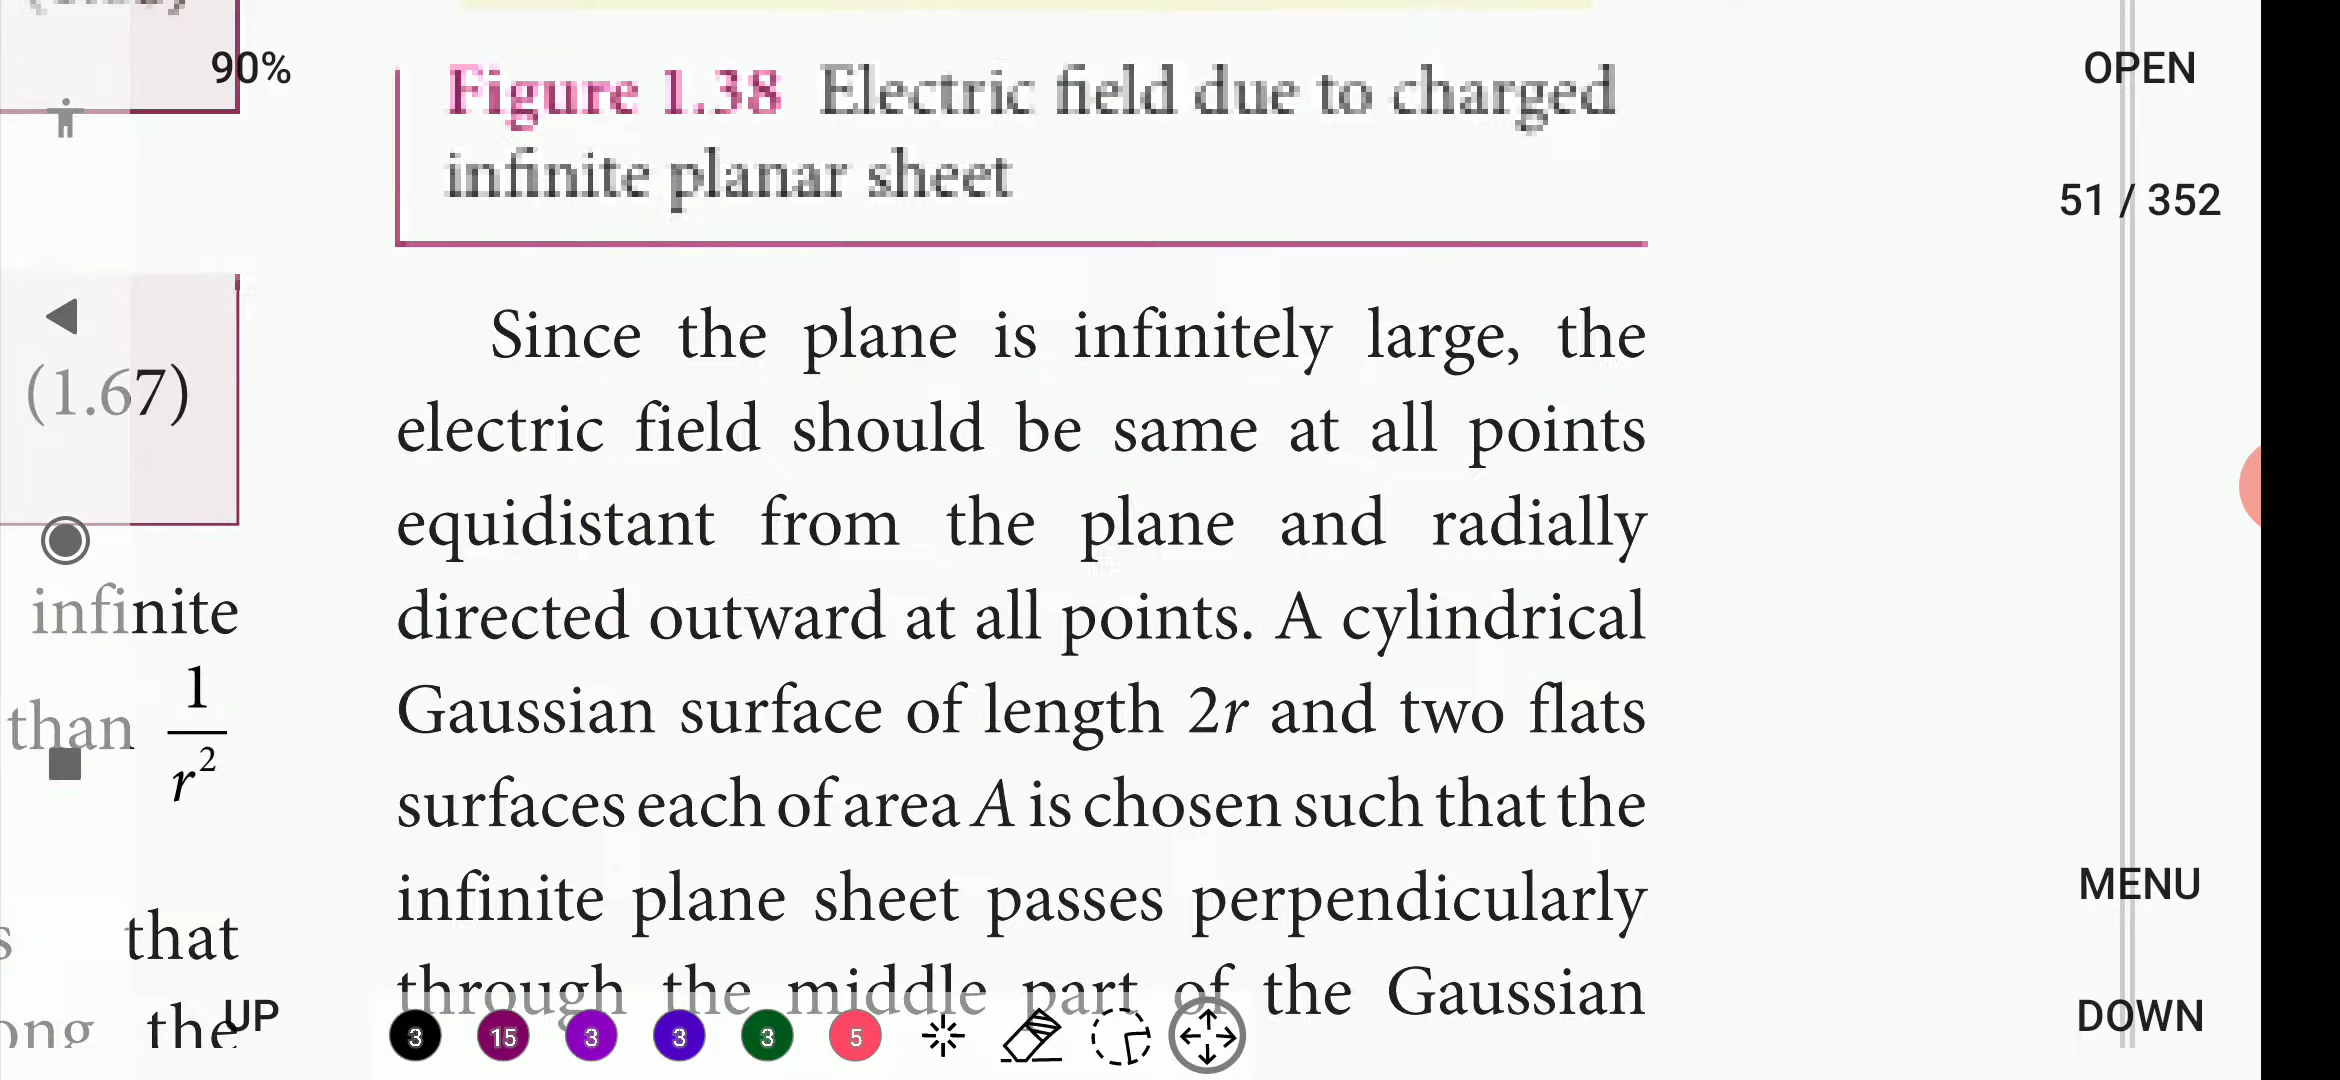 90%
OPEN
51 / 352
Figure 1.38 Electric field due to charged
infinite planar sheet
(1.67)
infinite
than 1/r²
that
ong the
Since the plane is infinitely large, the
electric field should be same at all points
equidistant from the plane and radially
directed outward at all points. A cylindrical
Gaussian surface of length 2r and two flats
surfaces each of area A is chosen such that the
infinite plane sheet passes perpendicularly
through the middle part of the Gaussian
MENU
UP
DOWN
3 15 3 3 3 5